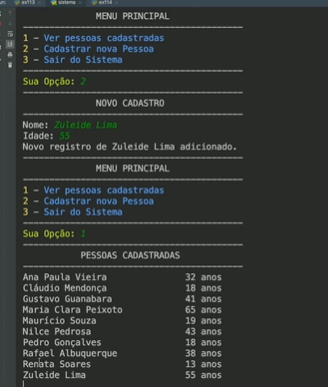 ex113 sistema ex114
MENU PRINCIPAL
1 - Ver pessoas cadastradas
2 - Cadastrar nova Pessoa
3 - Sair do Sistema
Sua Opção: 2
NOVO CADASTRO
Nome: Zuleide Lima
Idade: 55
Novo registro de Zuleide Lima adicionado.
MENU PRINCIPAL
1 - Ver pessoas cadastradas
2 - Cadastrar nova Pessoa
3 - Sair do Sistema
Sua Opção: 1
PESSOAS CADASTRADAS
Ana Paula Vieira 32 anos
Cláudio Mendonça 18 anos
Gustavo Guanabara 41 anos
Maria Clara Peixoto 65 anos
Maurício Souza 19 anos
Nilce Pedrosa 43 anos
Pedro Gonçalves 18 anos
Rafael Albuquerque 38 anos
Renata Soares 13 anos
Zuleide Lima 55 anos